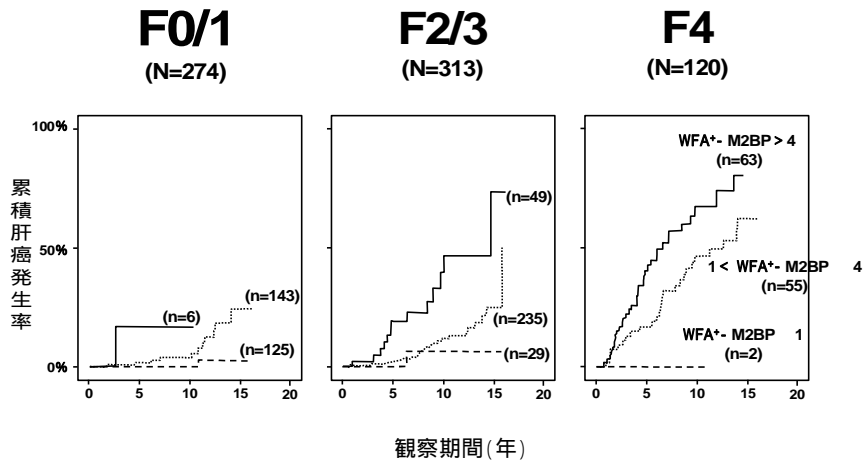 F0/1
(N=274)
F2/3
(N=313)
F4
(N=120)
累積肝癌発生率
100%
50%
0%
(n=6)
(n=143)
(n=125)
0 5 10 15 20
(n=49)
(n=235)
(n=29)
0 5 10 15 20
WFA⁺- M2BP > 4
(n=63)
1 < WFA⁺- M2BP 4
(n=55)
WFA⁺- M2BP 1
(n=2)
0 5 10 15 20
観察期間(年)